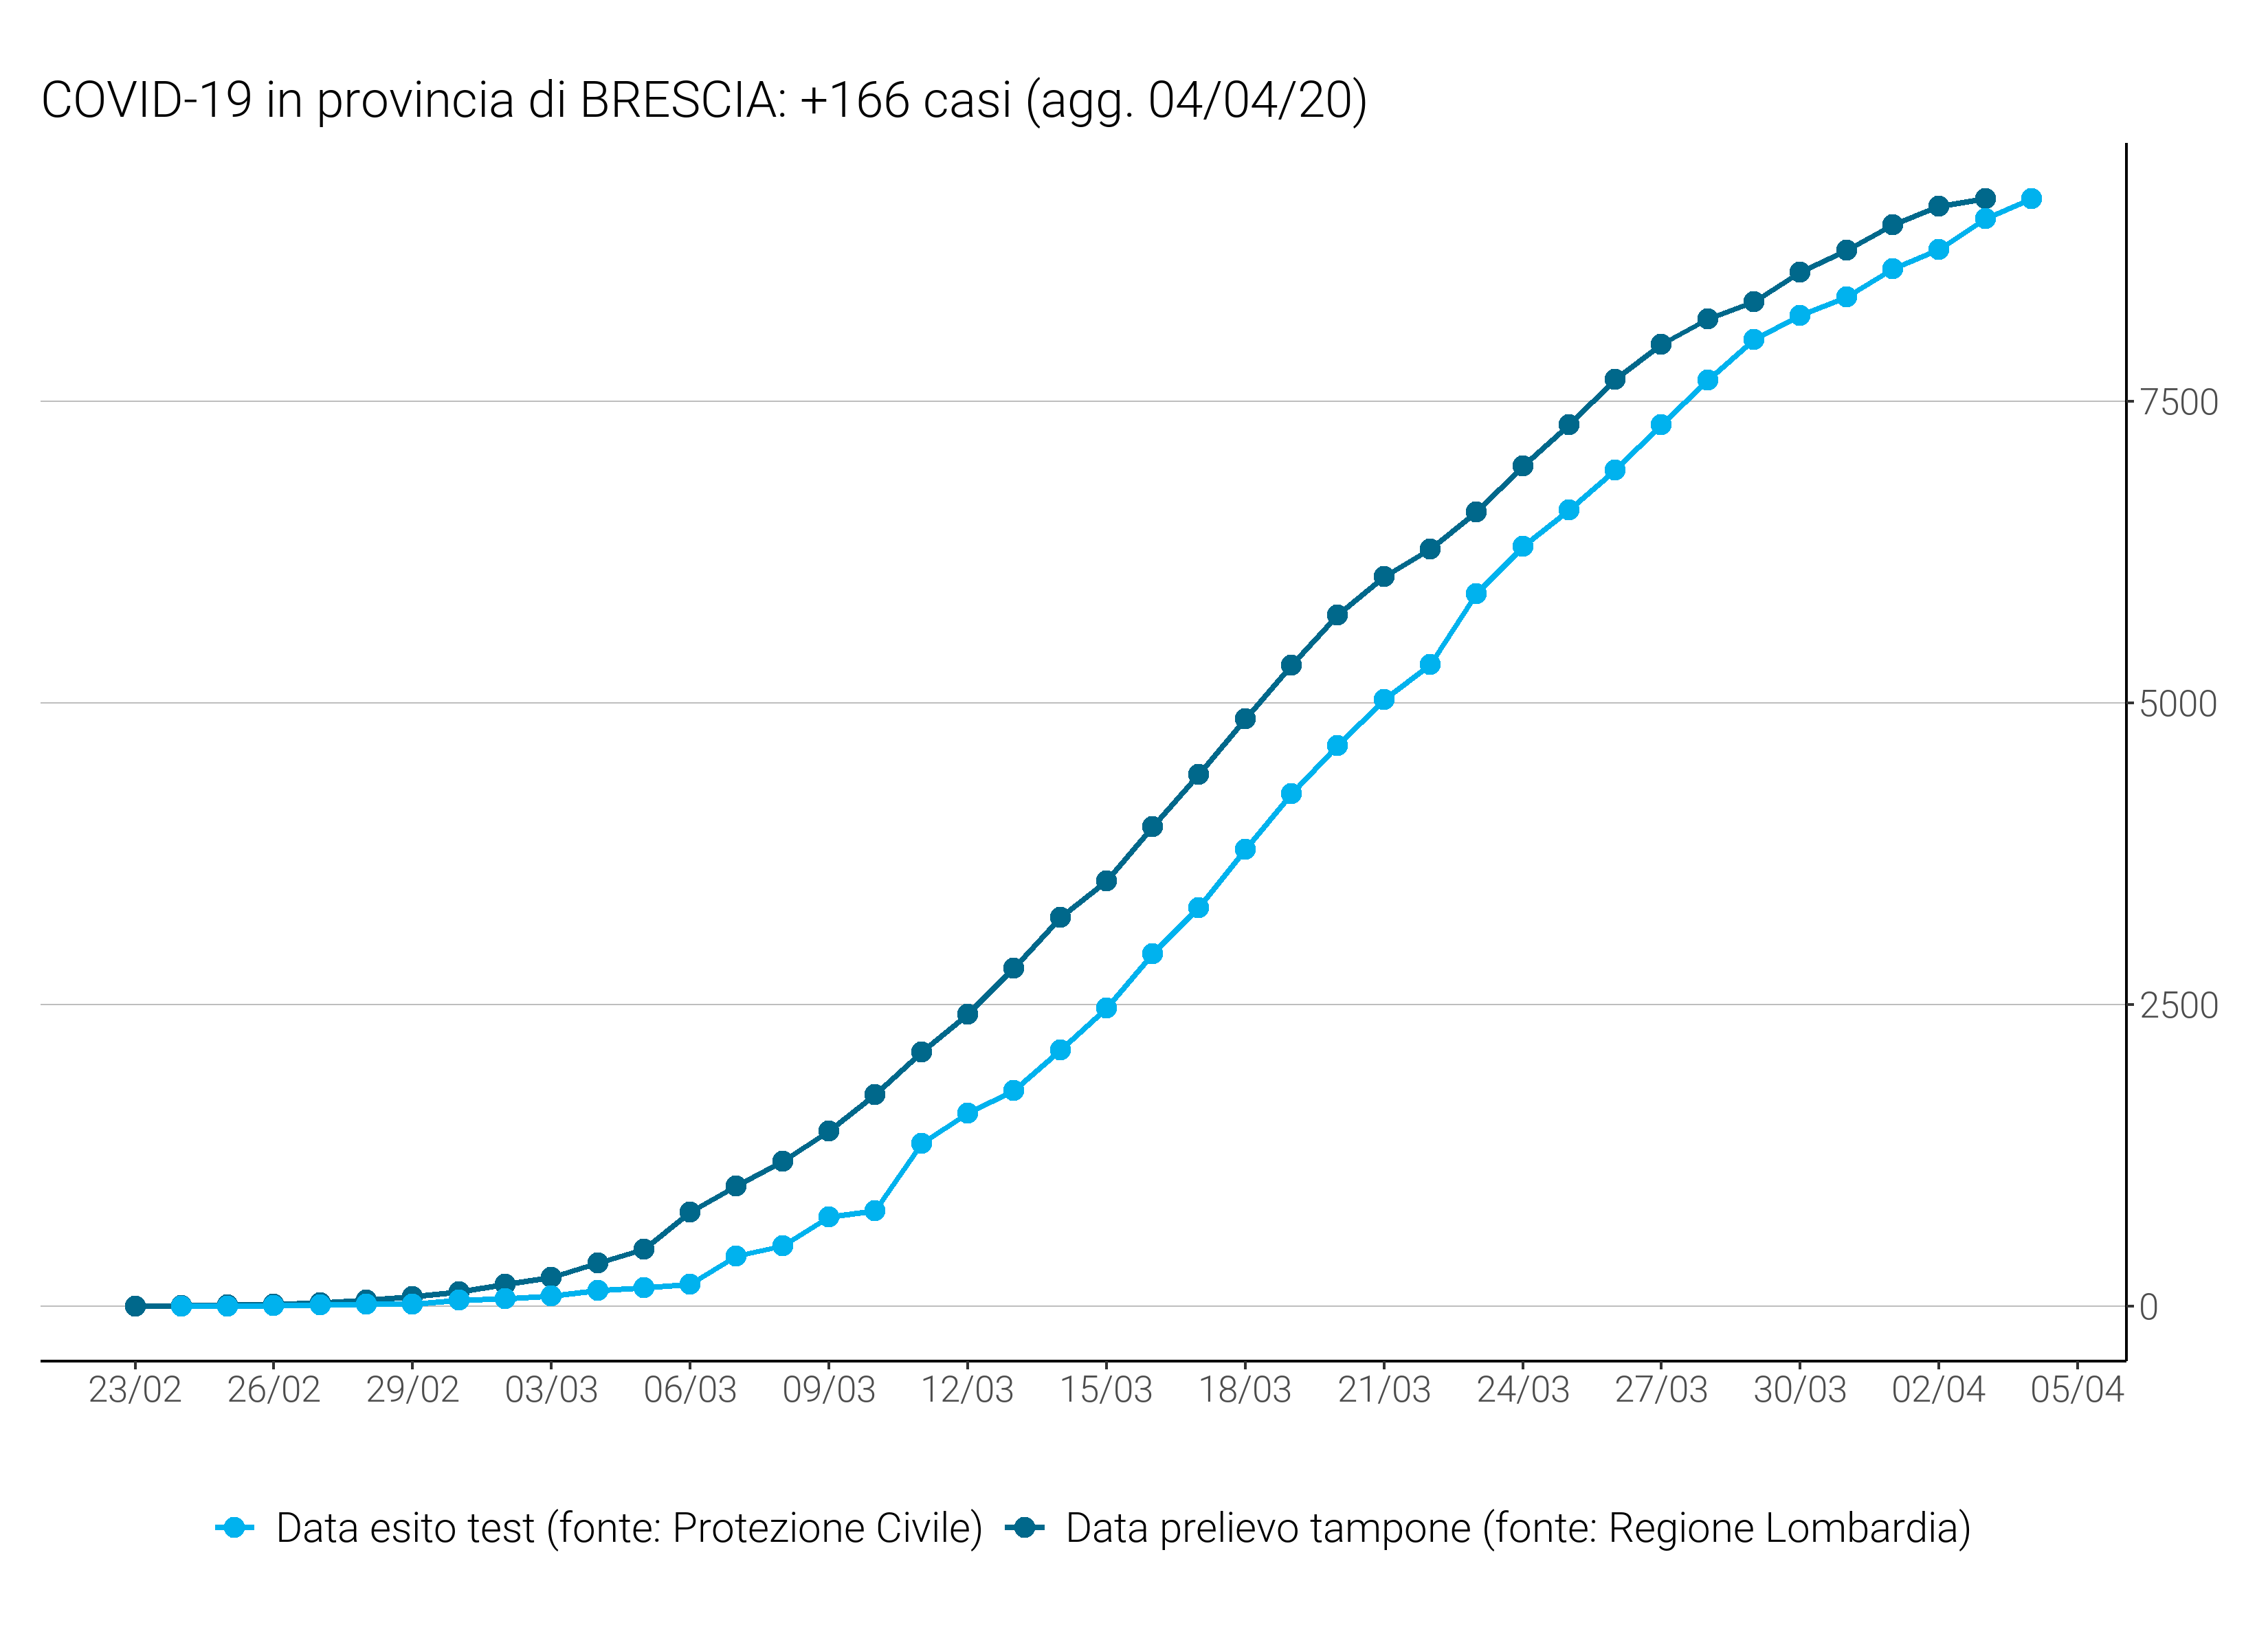 COVID-19 in provincia di BRESCIA: +166 casi (agg. 04/04/20)
7500
5000
2500
0
23/02 26/02 29/02 03/03 06/03 09/03 12/03 15/03 18/03 21/03 24/03 27/03 30/03 02/04 05/04
Data esito test (fonte: Protezione Civile) Data prelievo tampone (fonte: Regione Lombardia)